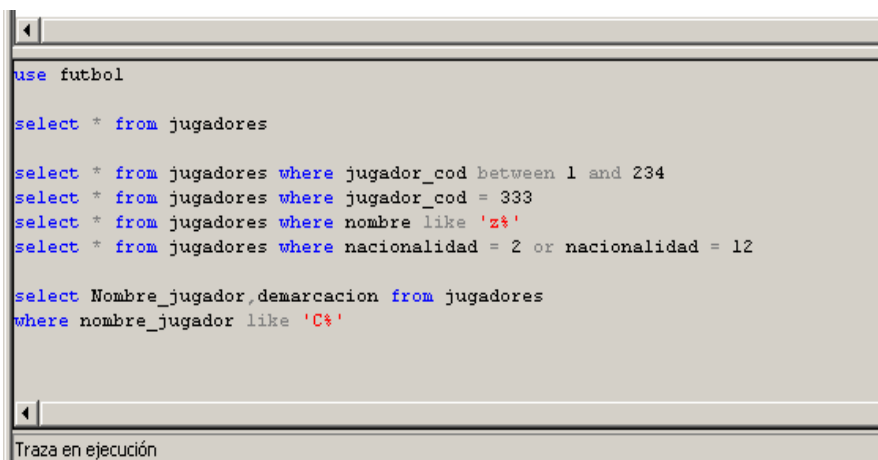 use futbol
select * from jugadores
select * from jugadores where jugador_cod between 1 and 234
select * from jugadores where jugador_cod = 333
select * from jugadores where nombre like 'z%'
select * from jugadores where nacionalidad = 2 or nacionalidad = 12
select Nombre_jugador,demarcacion from jugadores
where nombre_jugador like 'C%'
Traza en ejecución